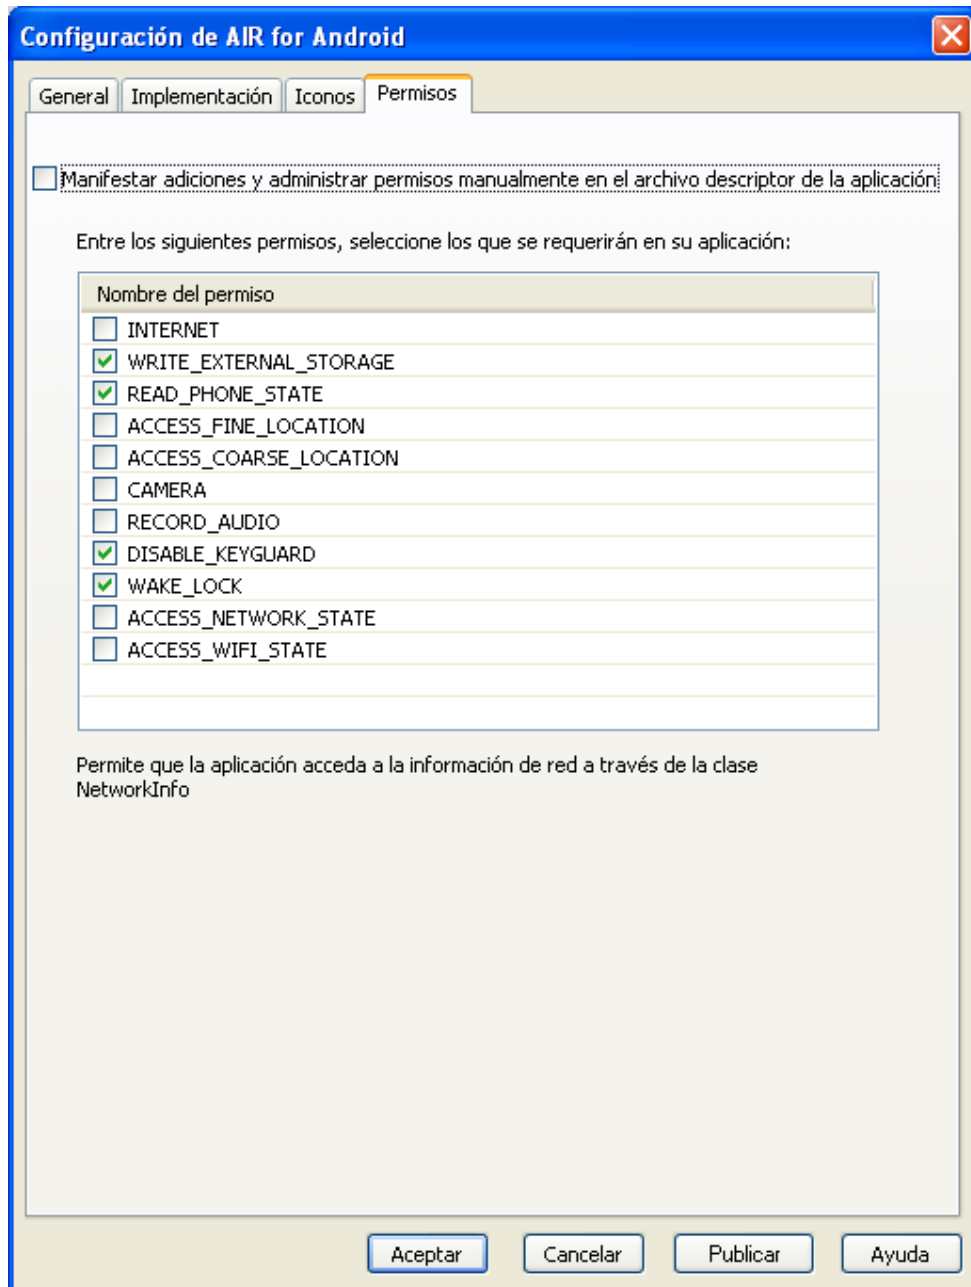 Configuración de AIR for Android
General Implementación Iconos Permisos
Manifestar adiciones y administrar permisos manualmente en el archivo descriptor de la aplicación
Entre los siguientes permisos, seleccione los que se requerirán en su aplicación:
Nombre del permiso
INTERNET
WRITE_EXTERNAL_STORAGE
READ_PHONE_STATE
ACCESS_FINE_LOCATION
ACCESS_COARSE_LOCATION
CAMERA
RECORD_AUDIO
DISABLE_KEYGUARD
WAKE_LOCK
ACCESS_NETWORK_STATE
ACCESS_WIFI_STATE
Permite que la aplicación acceda a la información de red a través de la clase
NetworkInfo
Aceptar Cancelar Publicar Ayuda